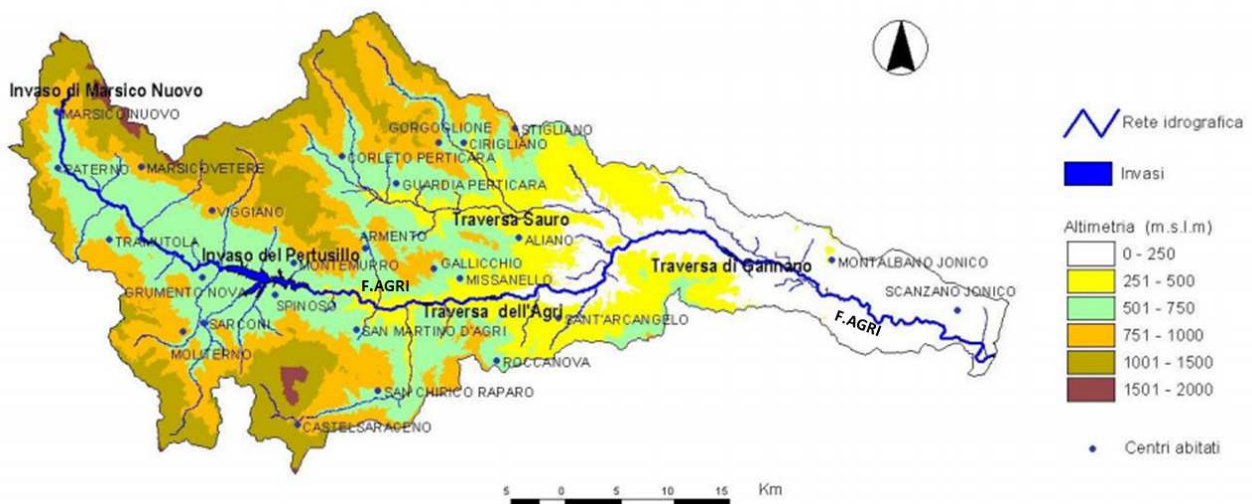 Invaso di Marsico Nuovo
MARSICO NUOVO
PATERNO
MARSICOVETERE
VIGGIANO
TRAMUTOLA
GORGOGLIONE
STIGLIANO
CIRIGLIANO
CORLETO PERTICARA
GUARDIA PERTICARA
Traversa Sauro
ARMENTO
ALIANO
Invaso del Pertusillo
MONTEMURRO
GALLICCHIO
MISSANELLO
GRUMENTO NOVA
F.AGRI
SPINOSO
Traversa dell'Agri
SANT'ARCANGELO
SARCONI
SAN MARTINO D'AGRI
MOLITERNO
ROCCANOVA
SAN CHIRICO RAPARO
CASTELSARACENO
Traversa di Gannano
MONTALBANO JONICO
SCANZANO JONICO
F.AGRI
Rete idrografica
Invasi
Altimetria (m.s.l.m)
0 - 250
251 - 500
501 - 750
751 - 1000
1001 - 1500
1501 - 2000
Centri abitati
5 0 5 10 15 Km